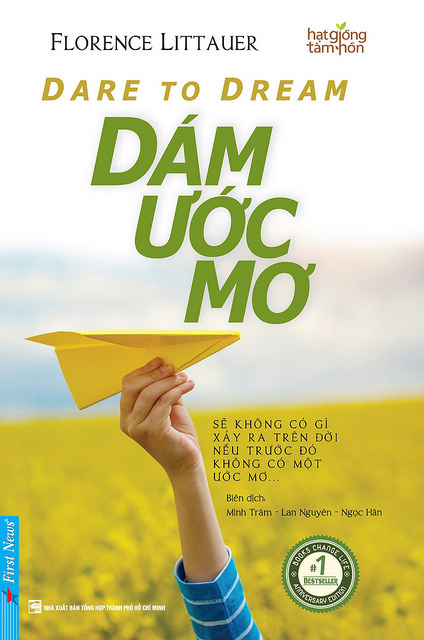 FLORENCE LITTAUER
hạt giống
tâm hồn
DARE TO DREAM
DÁM
ƯỚC
MƠ
SẼ KHÔNG CÓ GÌ
XẢY RA TRÊN ĐỜI
NẾU TRƯỚC ĐÓ
KHÔNG CÓ MỘT
ƯỚC MƠ...
Biên dịch:
Minh Trâm - Lan Nguyên - Ngọc Hân
First News
BOOKS CHANGE LIFE
#1
BESTSELLER
ANNIVERSARY EDITION
NHÀ XUẤT BẢN TỔNG HỢP THÀNH PHỐ HỒ CHÍ MINH